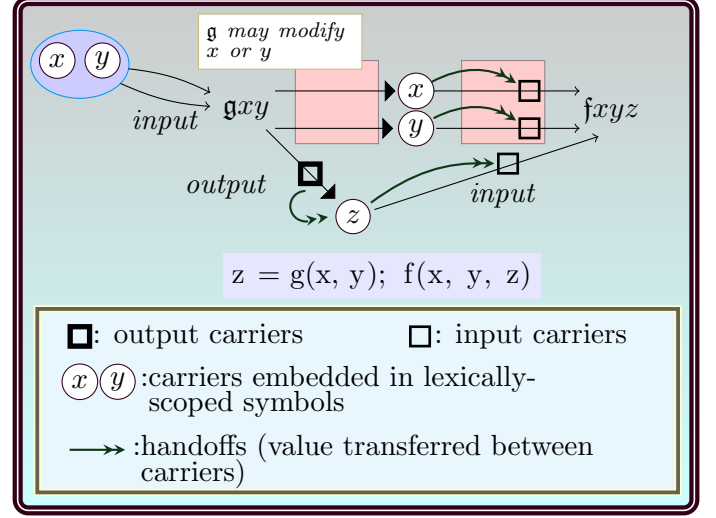 𝔤 may modify
x or y
x y
input
𝔤xy
x
y
𝔣xyz
output
z
input
z = g(x, y); f(x, y, z)
: output carriers
: input carriers
x y :carriers embedded in lexically-
scoped symbols
:handoffs (value transferred between
carriers)